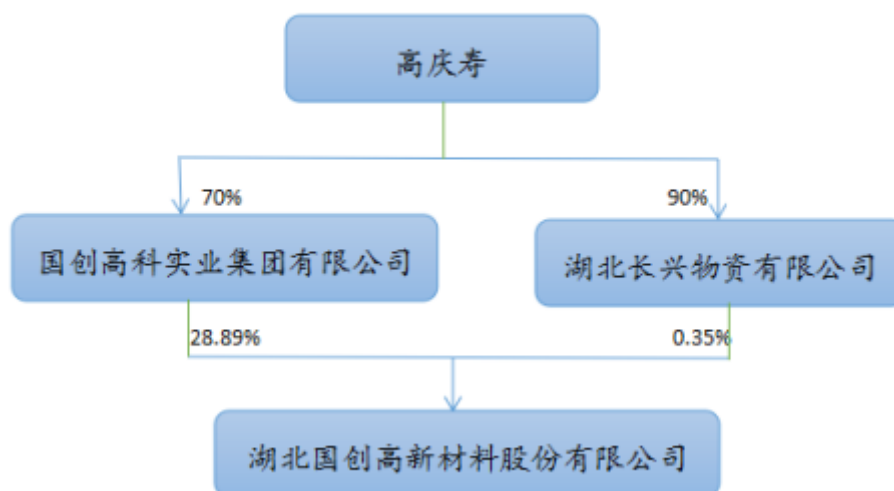 高庆寿
70%
90%
国创高科实业集团有限公司
湖北长兴物资有限公司
28.89%
0.35%
湖北国创高新材料股份有限公司